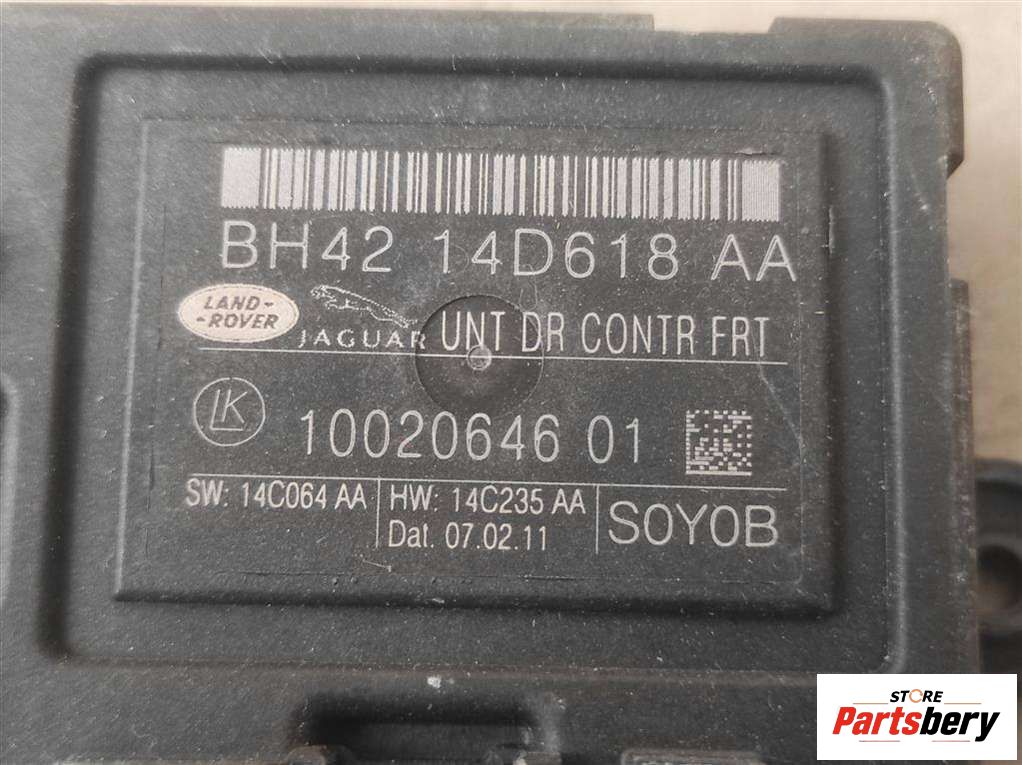 BH42 14D618 AA
LAND-
-ROVER
JAGUAR UNT DR CONTR FRT
LK 10020646 01
SW: 14C064 AA HW: 14C235 AA
Dat. 07.02.11 SOYOB
STORE
Partsbery